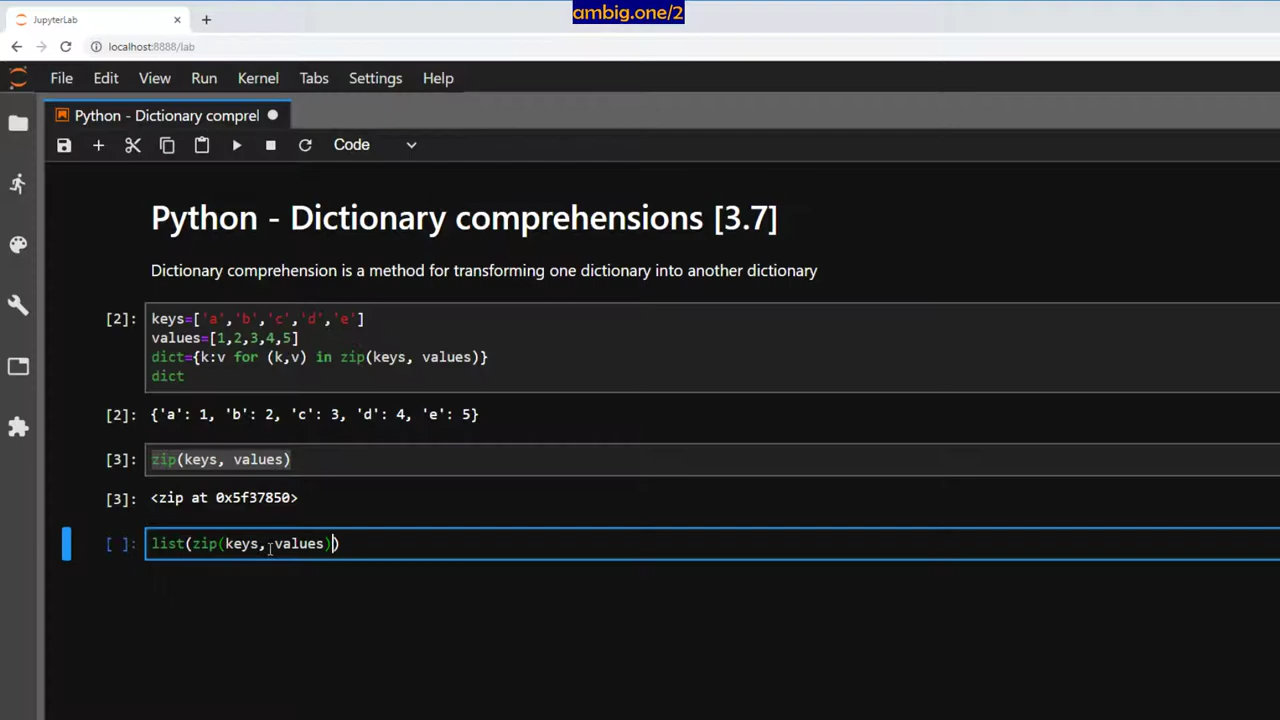 ambig.one/2
JupyterLab
localhost:8888/lab
File Edit View Run Kernel Tabs Settings Help
Python - Dictionary comprel
Code
Python - Dictionary comprehensions [3.7]
Dictionary comprehension is a method for transforming one dictionary into another dictionary
[2]: keys=['a','b','c','d','e']
values=[1,2,3,4,5]
dict={k:v for (k,v) in zip(keys, values)}
dict
[2]: {'a': 1, 'b': 2, 'c': 3, 'd': 4, 'e': 5}
[3]: zip(keys, values)
[3]: <zip at 0x5f37850>
[ ]: list(zip(keys, values))